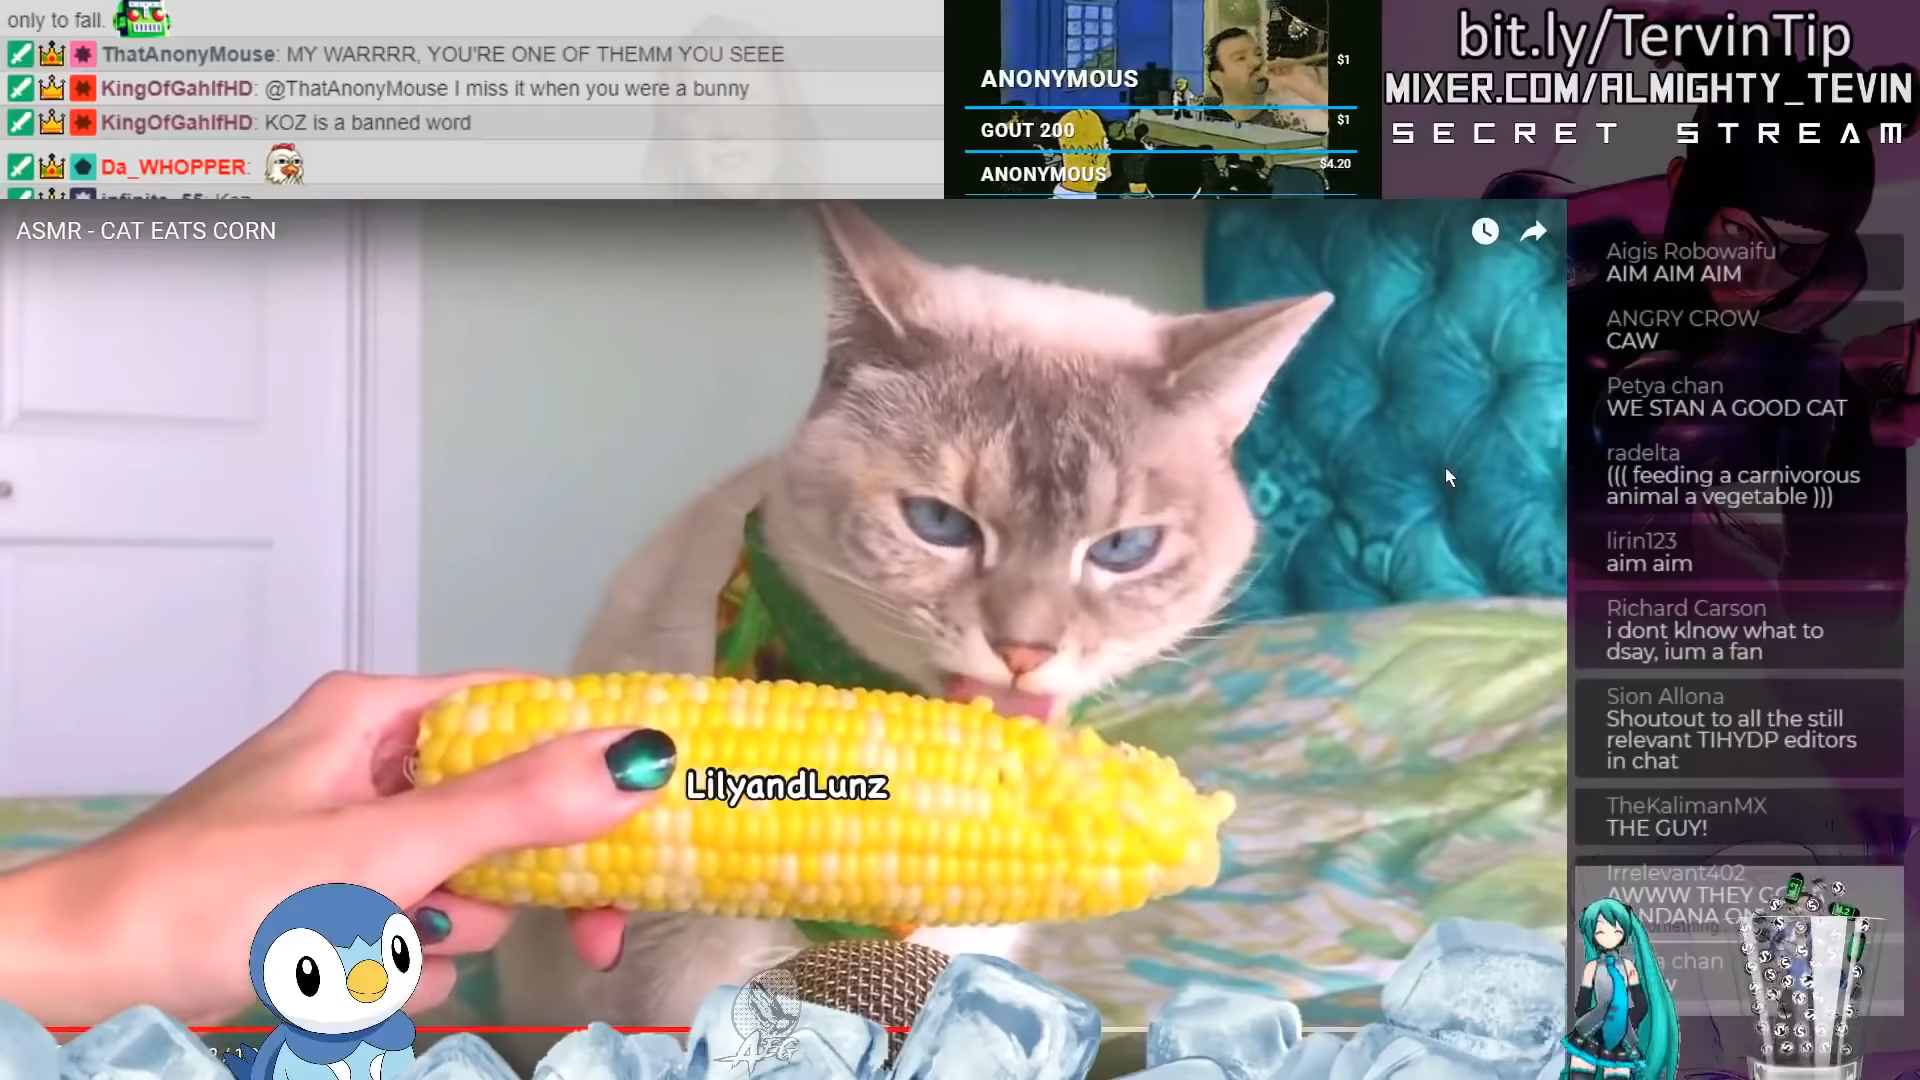 only to fall.
ThatAnonyMouse: MY WARRRR, YOU'RE ONE OF THEMM YOU SEEE
KingOfGahlfHD: @ThatAnonyMouse I miss it when you were a bunny
KingOfGahlfHD: KOZ is a banned word
Da_WHOPPER:
ANONYMOUS
$1
GOUT 200
$1
ANONYMOUS
$4.20
bit.ly/TervinTip
MIXER.COM/ALMIGHTY_TEVIN
SECRET STREAM
ASMR - CAT EATS CORN
LilyandLunz
AEG
Aigis Robowaifu
AIM AIM AIM
ANGRY CROW
CAW
Petya chan
WE STAN A GOOD CAT
radelta
((( feeding a carnivorous
animal a vegetable )))
lirin123
aim aim
Richard Carson
i dont klnow what to
dsay, ium a fan
Sion Allona
Shoutout to all the still
relevant TIHYDP editors
in chat
TheKalimanMX
THE GUY!
Irrelevant402
AWWW THEY
chan